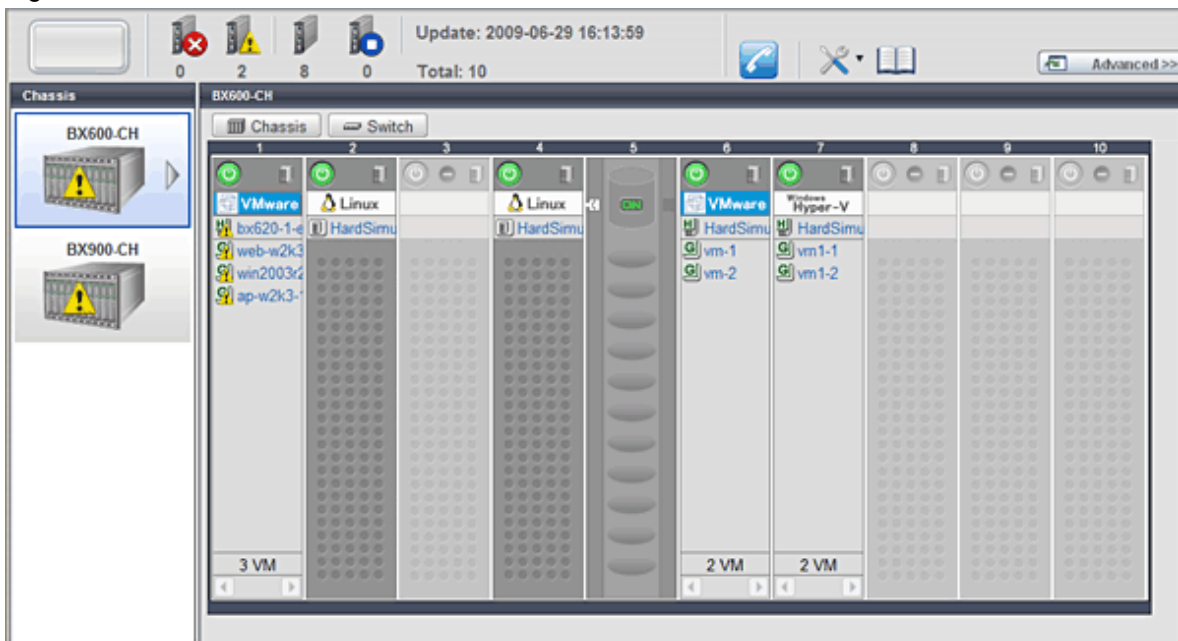 Update: 2009-06-29 16:13:59
0 2 8 0 Total: 10
Advanced >>
Chassis
BX600-CH
BX600-CH
BX900-CH
Chassis Switch
1 2 3 4 5 6 7 8 9 10
VMware Linux Linux ON VMware Windows Hyper-V
bx620-1-e HardSimu HardSimu HardSimu HardSimu
web-w2k3 vm-1 vm1-1
win2003r2 vm-2 vm1-2
ap-w2k3-
3 VM 2 VM 2 VM